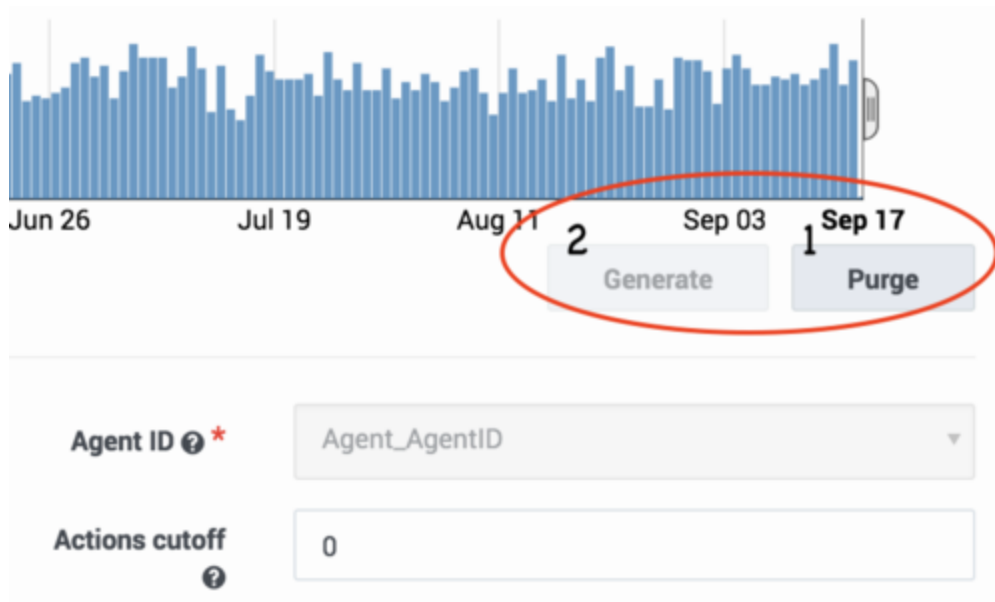 Jun 26 Jul 19 Aug 11 Sep 03 Sep 17
2 1
Generate Purge
Agent ID ? * Agent_AgentID
Actions cutoff 0
?